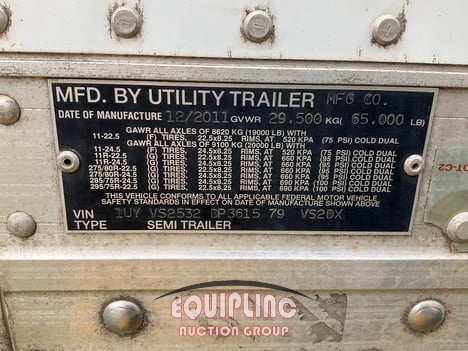 MFD. BY UTILITY TRAILER MFG CO.
DATE OF MANUFACTURE 12/2011 GVWR 29.500 KG( 65.000 LB)
GAWR ALL AXLES OF 8620 KG (19000 LB) WITH
11-22.5 (F) TIRES, 22.5x8.25 RIMS, AT 520 KPA (75 PSI) COLD DUAL
GAWR ALL AXLES OF 9100 KG (20000 LB) WITH
11-24.5 (F) TIRES, 24.5x8.25 RIMS, AT 520 KPA (75 PSI) COLD DUAL
11R-22.5 (G) TIRES, 22.5x8.25 RIMS, AT 660 KPA (95 PSI) COLD DUAL
11R-24.5 (G) TIRES, 24.5x8.25 RIMS, AT 660 KPA (95 PSI) COLD DUAL
275/80R-22.5 (G) TIRES, 22.5x8.25 RIMS, AT 660 KPA (95 PSI) COLD DUAL
275/80R-24.5 (G) TIRES, 24.5x8.25 RIMS, AT 660 KPA (95 PSI) COLD DUAL
285/75R-24.5 (G) TIRES, 24.5x8.25 RIMS, AT 660 KPA (95 PSI) COLD DUAL
295/75R-22.5 (G) TIRES, 22.5x8.25 RIMS, AT 690 KPA (100 PSI) COLD DUAL
THIS VEHICLE CONFORMS TO ALL APPLICABLE FEDERAL MOTOR VEHICLE
SAFETY STANDARDS IN EFFECT ON DATE OF MANUFACTURE SHOWN ABOVE
VIN 1UY VS2532 DP3615 79 VS2DX
TYPE SEMI TRAILER
DOT-C2
EQUIPLINC
AUCTION GROUP